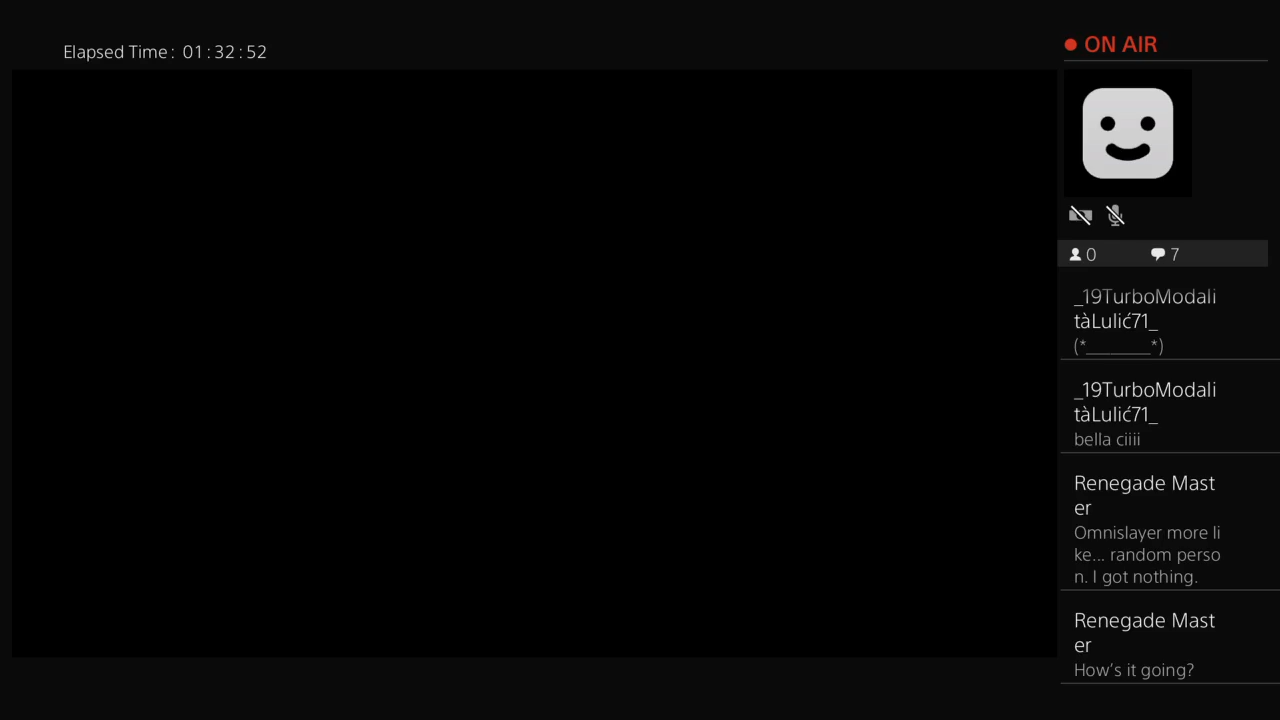 Elapsed Time: 01:32:52
ON AIR
0 7
_19TurboModali
tàLulić71_
(*________*)
_19TurboModali
tàLulić71_
bella ciiii
Renegade Mast
er
Omnislayer more li
ke... random perso
n. I got nothing.
Renegade Mast
er
How's it going?